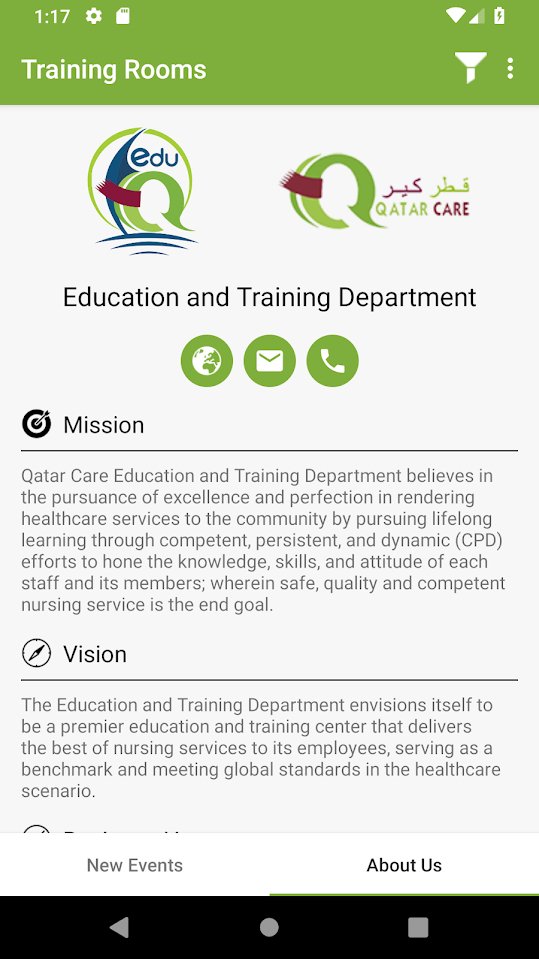 1:17
Training Rooms
edu
قطر كير
QATAR CARE
Education and Training Department
Mission
Qatar Care Education and Training Department believes in
the pursuance of excellence and perfection in rendering
healthcare services to the community by pursuing lifelong
learning through competent, persistent, and dynamic (CPD)
efforts to hone the knowledge, skills, and attitude of each
staff and its members; wherein safe, quality and competent
nursing service is the end goal.
Vision
The Education and Training Department envisions itself to
be a premier education and training center that delivers
the best of nursing services to its employees, serving as a
benchmark and meeting global standards in the healthcare
scenario.
New Events
About Us